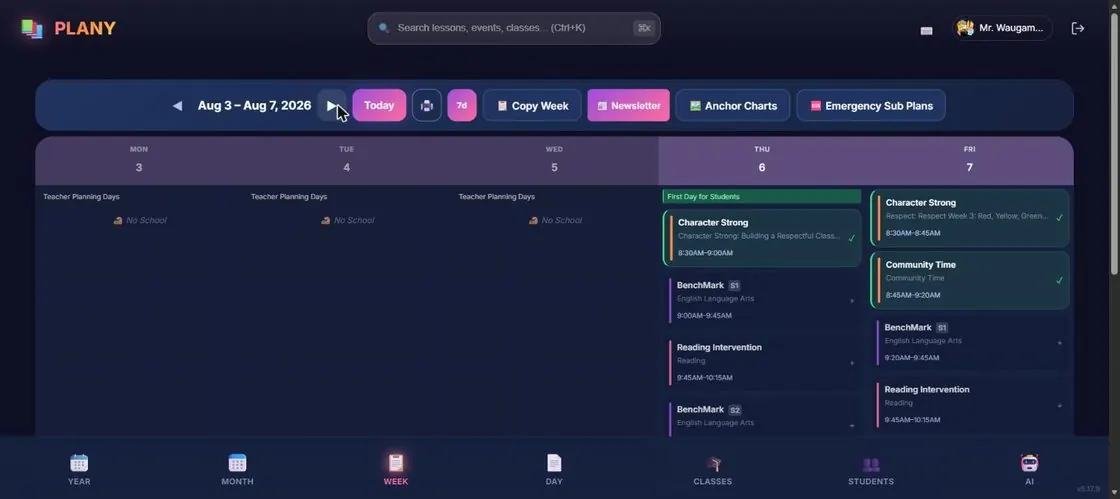 PLANY
Search lessons, events, classes... (Ctrl+K)
⌘K
Mr. Waugam...
Aug 3 – Aug 7, 2026
Today
7d
Copy Week
Newsletter
Anchor Charts
Emergency Sub Plans
MON
3
TUE
4
WED
5
THU
6
FRI
7
Teacher Planning Days
No School
Teacher Planning Days
No School
Teacher Planning Days
No School
First Day for Students
Character Strong
Character Strong: Building a Respectful Class...
8:30AM–9:00AM
BenchMark S1
English Language Arts
9:00AM–9:45AM
Reading Intervention
Reading
9:45AM–10:15AM
BenchMark S2
English Language Arts
Character Strong
Respect: Respect Week 3: Red, Yellow, Green...
8:30AM–8:45AM
Community Time
Community Time
8:45AM–9:20AM
BenchMark S1
English Language Arts
9:20AM–9:45AM
Reading Intervention
Reading
9:45AM–10:15AM
YEAR
MONTH
WEEK
DAY
CLASSES
STUDENTS
AI
v5.17.9